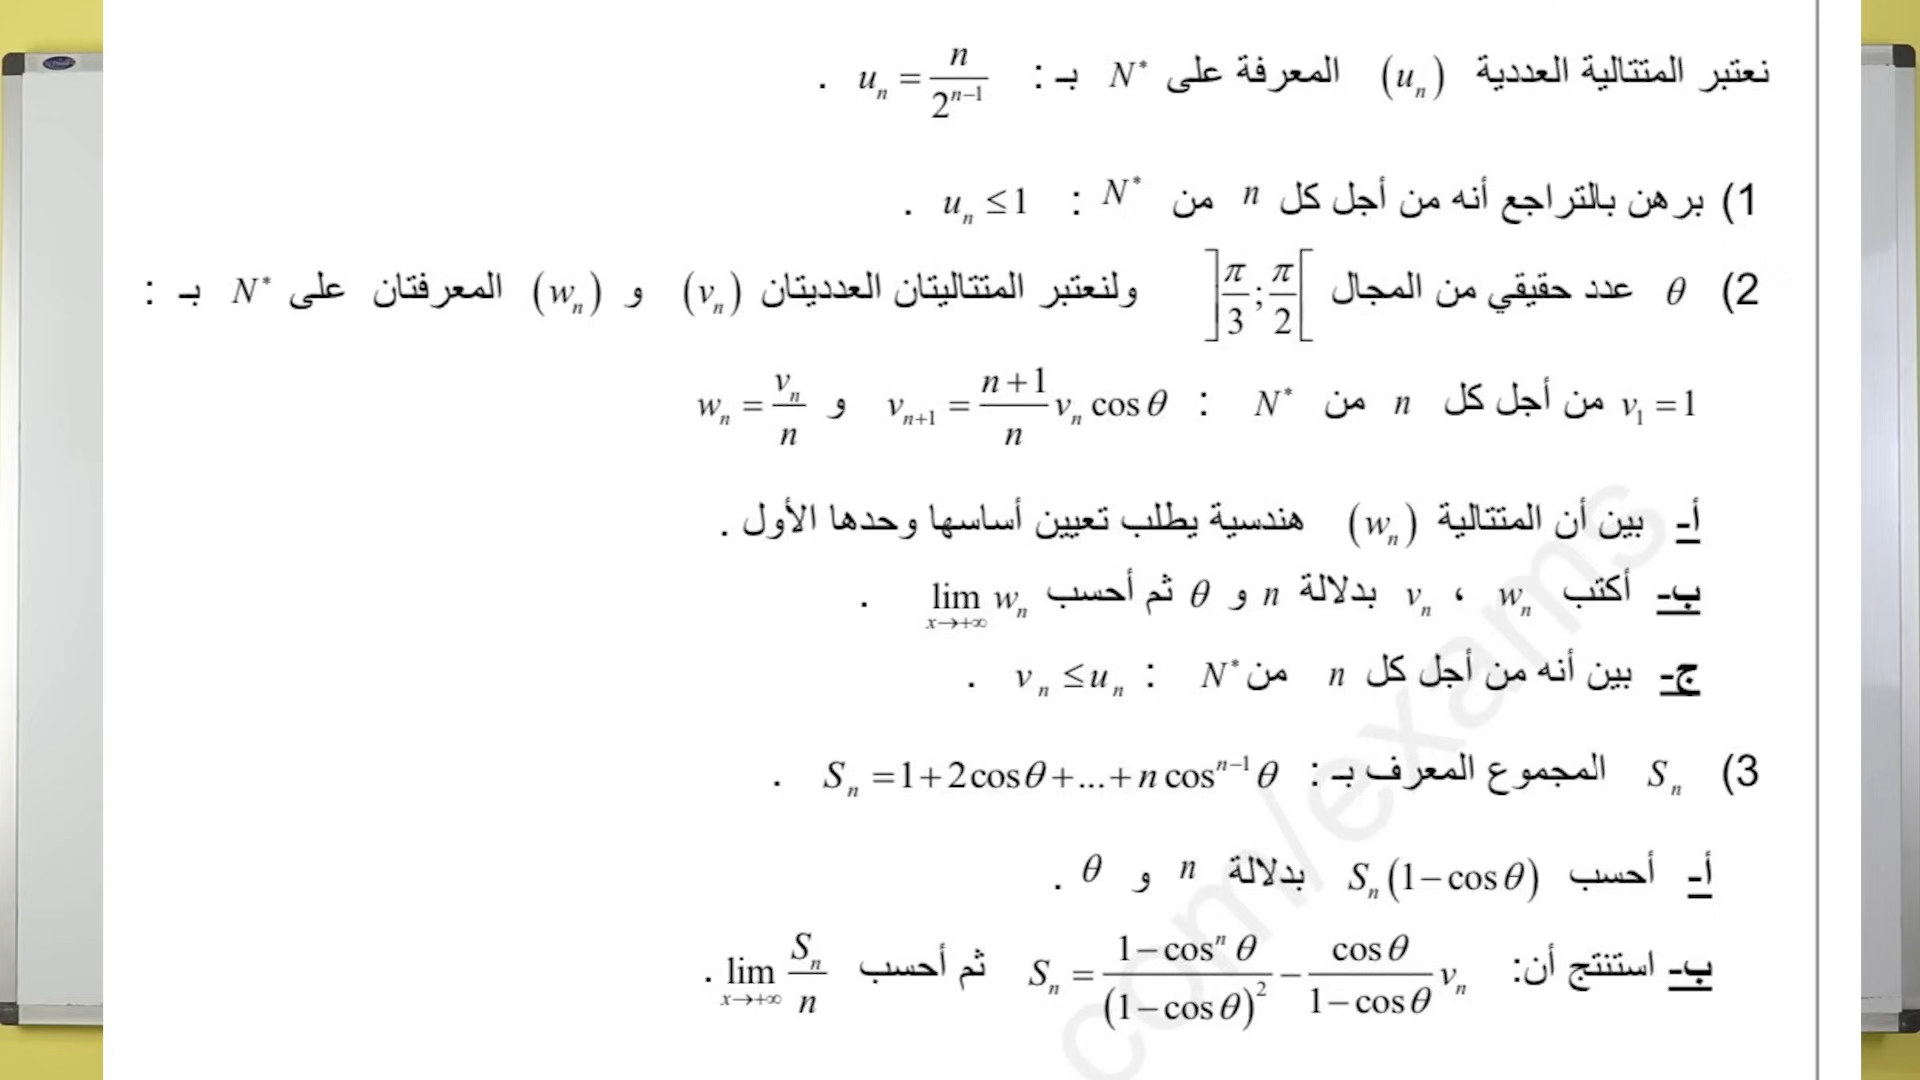 نعتبر المتتالية العددية (u_n) المعرفة على N* بـ : u_n = n/2^{n-1} .
1) برهن بالتراجع أنه من أجل كل n من N* : u_n ≤ 1 .
2) θ عدد حقيقي من المجال ]π/3 ; π/2[ ولنعتبر المتتاليتان العدديتان (v_n) و (w_n) المعرفتان على N* بـ :
v_1 = 1 من أجل كل n من N* : v_{n+1} = (n+1)/n v_n cos θ و w_n = v_n/n
أ- بين أن المتتالية (w_n) هندسية يطلب تعيين أساسها وحدها الأول .
ب- أكتب w_n ، v_n بدلالة n و θ ثم أحسب lim_{x→+∞} w_n .
ج- بين أنه من أجل كل n من N* : v_n ≤ u_n .
3) S_n المجموع المعرف بـ : S_n = 1 + 2cos θ + ... + n cos^{n-1} θ .
أ- أحسب S_n (1 − cos θ) بدلالة n و θ .
ب- استنتج أن: S_n = (1 − cos^n θ)/(1 − cos θ)^2 − cos θ/(1 − cos θ) v_n ثم أحسب lim_{x→+∞} S_n/n .
com/exams